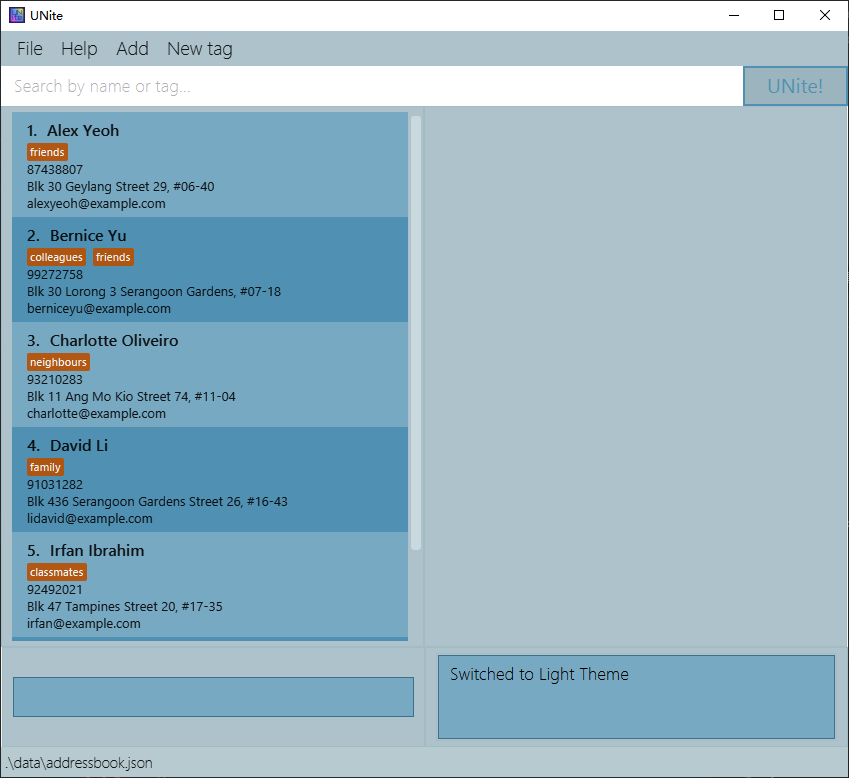 UNite
File Help Add New tag
Search by name or tag...
UNite!
1. Alex Yeoh
friends
87438807
Blk 30 Geylang Street 29, #06-40
alexyeoh@example.com
2. Bernice Yu
colleagues friends
99272758
Blk 30 Lorong 3 Serangoon Gardens, #07-18
berniceyu@example.com
3. Charlotte Oliveiro
neighbours
93210283
Blk 11 Ang Mo Kio Street 74, #11-04
charlotte@example.com
4. David Li
family
91031282
Blk 436 Serangoon Gardens Street 26, #16-43
lidavid@example.com
5. Irfan Ibrahim
classmates
92492021
Blk 47 Tampines Street 20, #17-35
irfan@example.com
Switched to Light Theme
.\data\addressbook.json